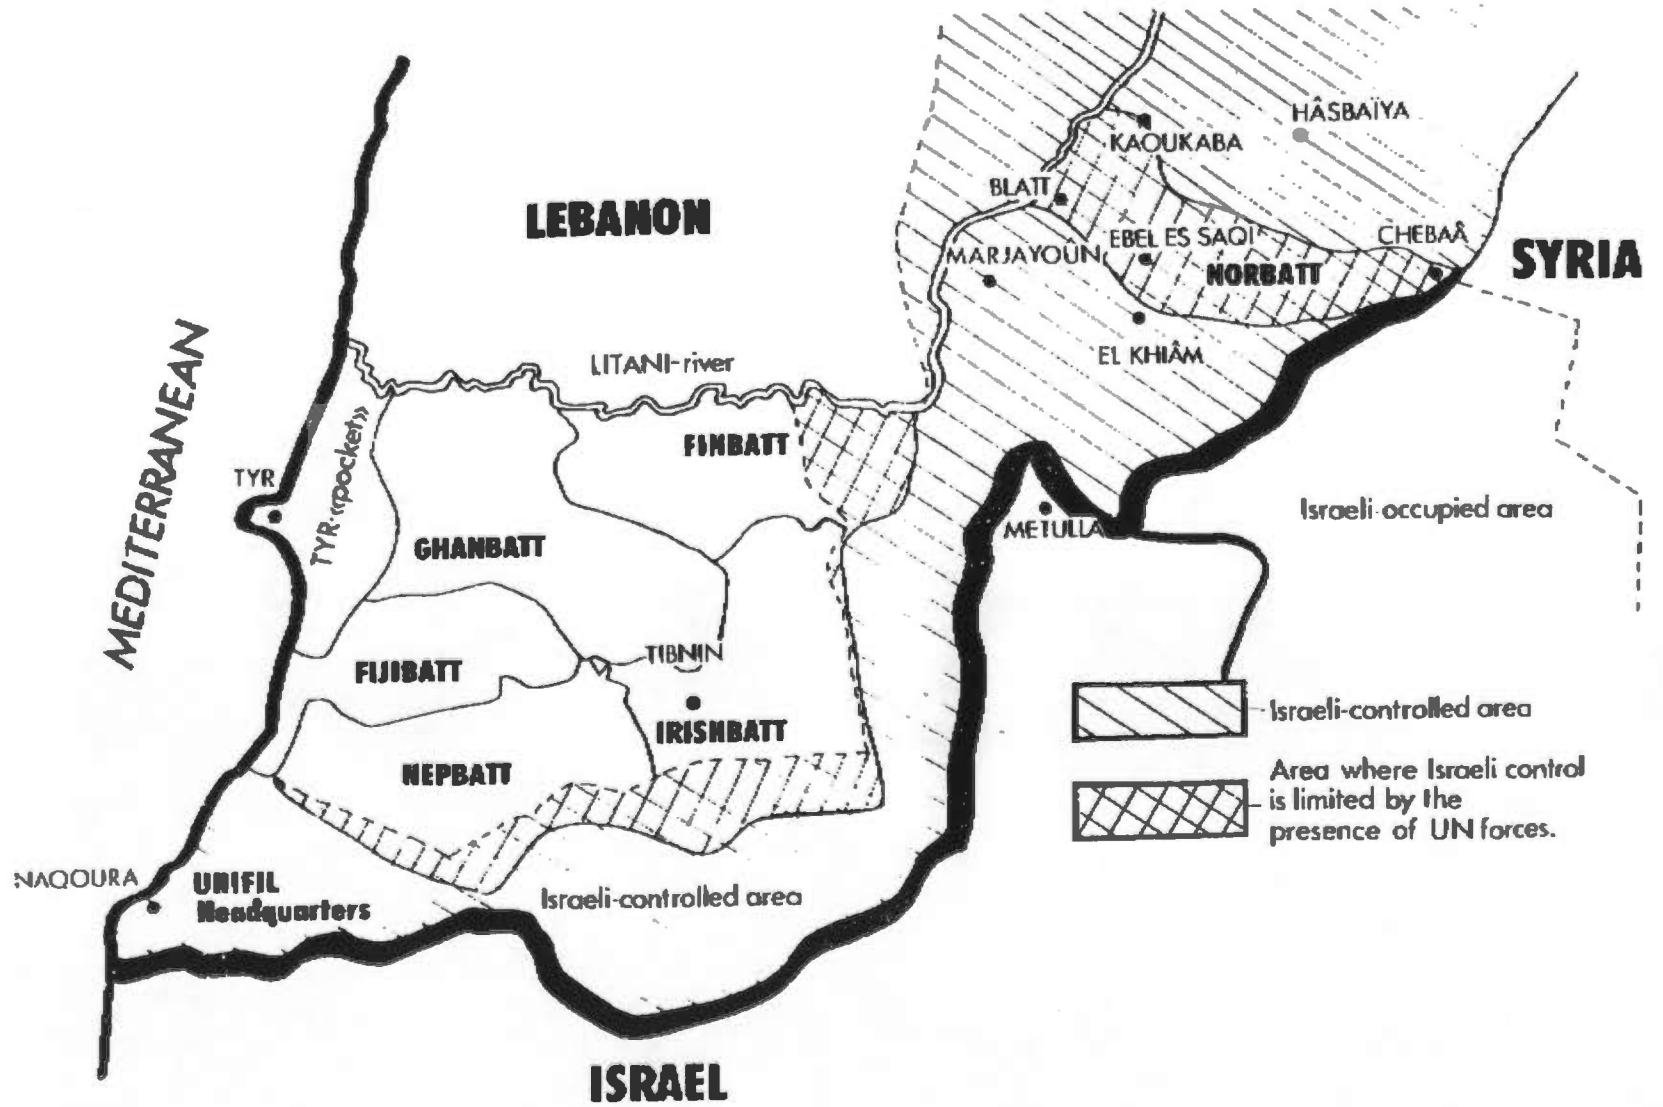 HÂSBAÏYA
KAOUKABA
BLATT
LEBANON
EBEL ES SAQI
CHEBAÂ
MARJAYOÛN
NORBATT
SYRIA
EL KHIÂM
LITANI-river
MEDITERRANEAN
TYR-«pocket»
FINBATT
TYR
Israeli-occupied area
METULLA
GHANBATT
TIBNIN
FIJIBATT
IRISHBATT
NEPBATT
Israeli-controlled area
Area where Israeli control
is limited by the
presence of UN forces.
NAQOURA
UNIFIL
Headquarters
Israeli-controlled area
ISRAEL